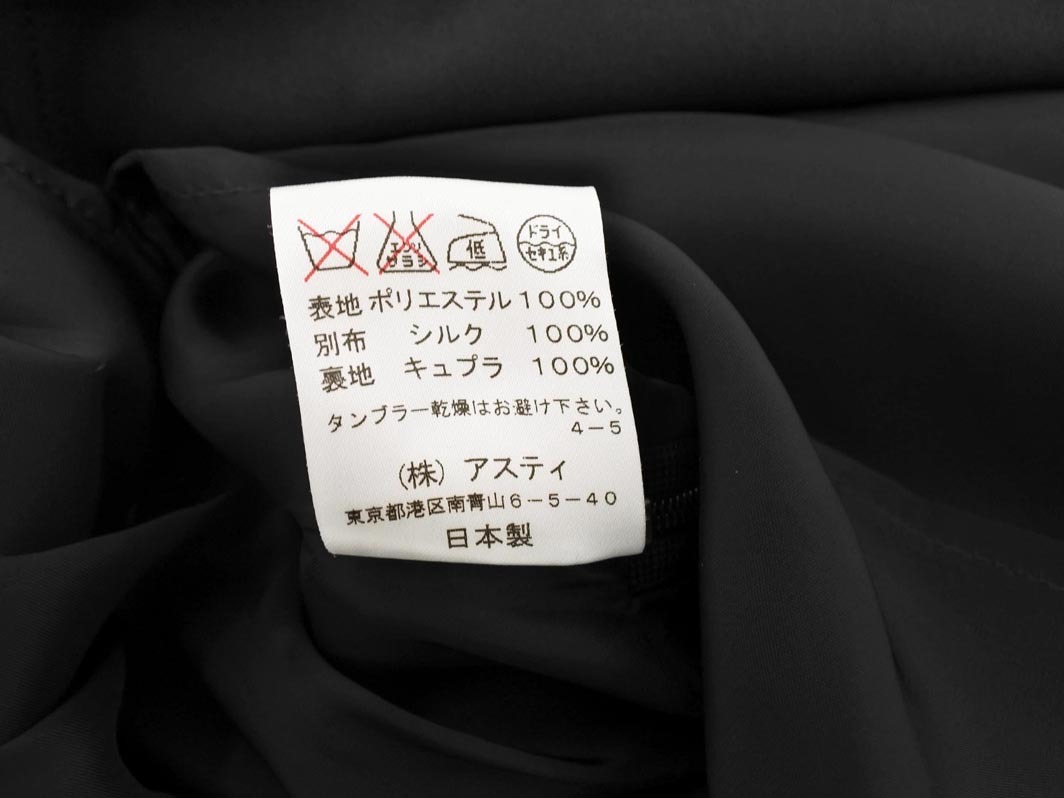 エンソ サラシ 低 ドライ セキユ系
表地 ポリエステル 100%
別布 シルク 100%
裏地 キュプラ 100%
タンブラー乾燥はお避け下さい。
4-5
(株) アスティ
東京都港区南青山6-5-40
日本製